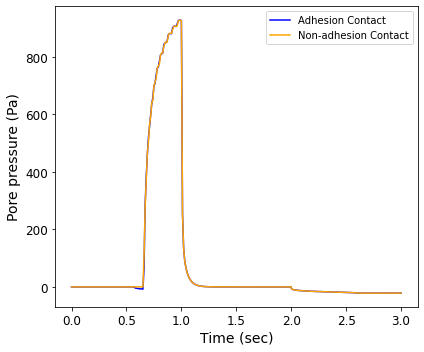 Adhesion Contact
Non-adhesion Contact
800
600
400
200
0
Pore pressure (Pa)
0.0 0.5 1.0 1.5 2.0 2.5 3.0
Time (sec)